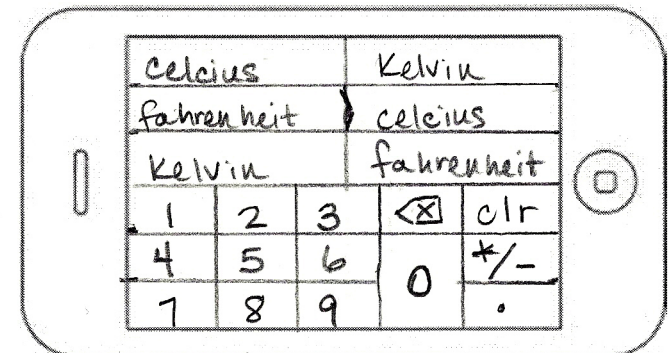 celcius Kelvin
fahrenheit celcius
Kelvin fahrenheit
1 2 3 ⌫ clr
4 5 6 0 */-
7 8 9 .